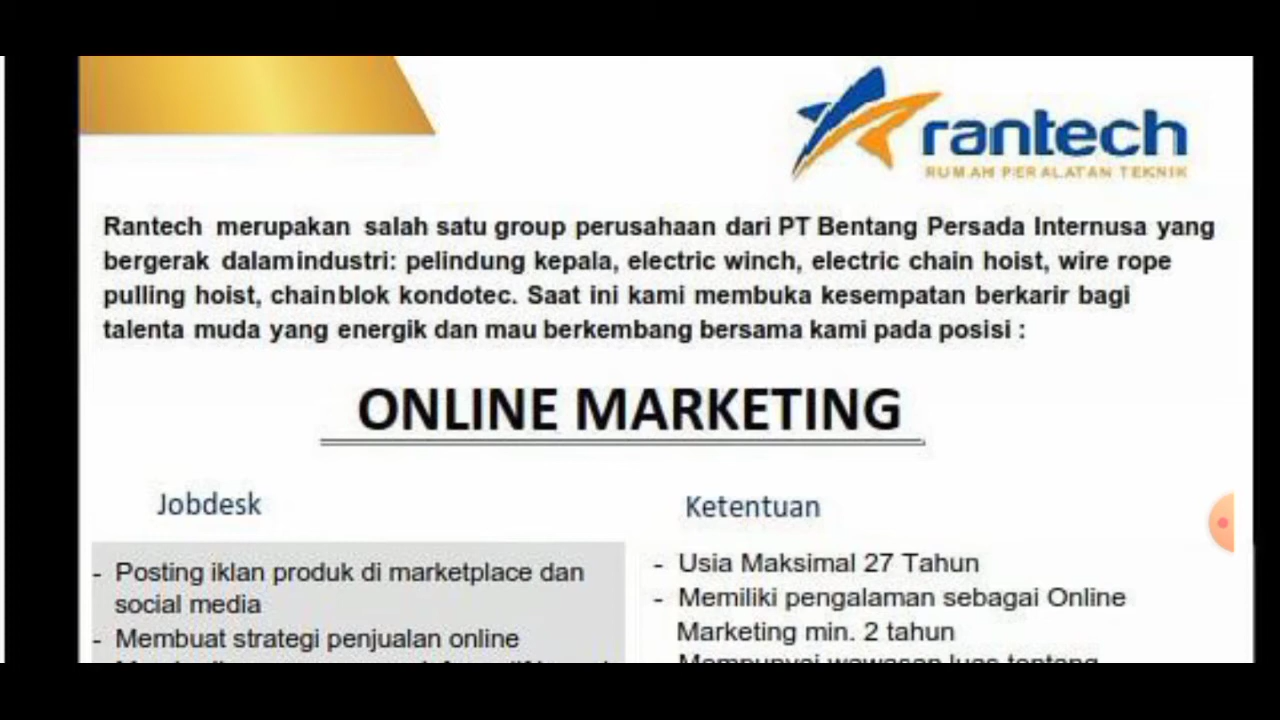 rantech
RUMAH PERALATAN TEKNIK
Rantech merupakan salah satu group perusahaan dari PT Bentang Persada Internusa yang
bergerak dalamindustri: pelindung kepala, electric winch, electric chain hoist, wire rope
pulling hoist, chainblok kondotec. Saat ini kami membuka kesempatan berkarir bagi
talenta muda yang energik dan mau berkembang bersama kami pada posisi :
ONLINE MARKETING
Jobdesk
- Posting iklan produk di marketplace dan
social media
- Membuat strategi penjualan online
Ketentuan
- Usia Maksimal 27 Tahun
- Memiliki pengalaman sebagai Online
Marketing min. 2 tahun
Mempunyai wawasan luas tentang